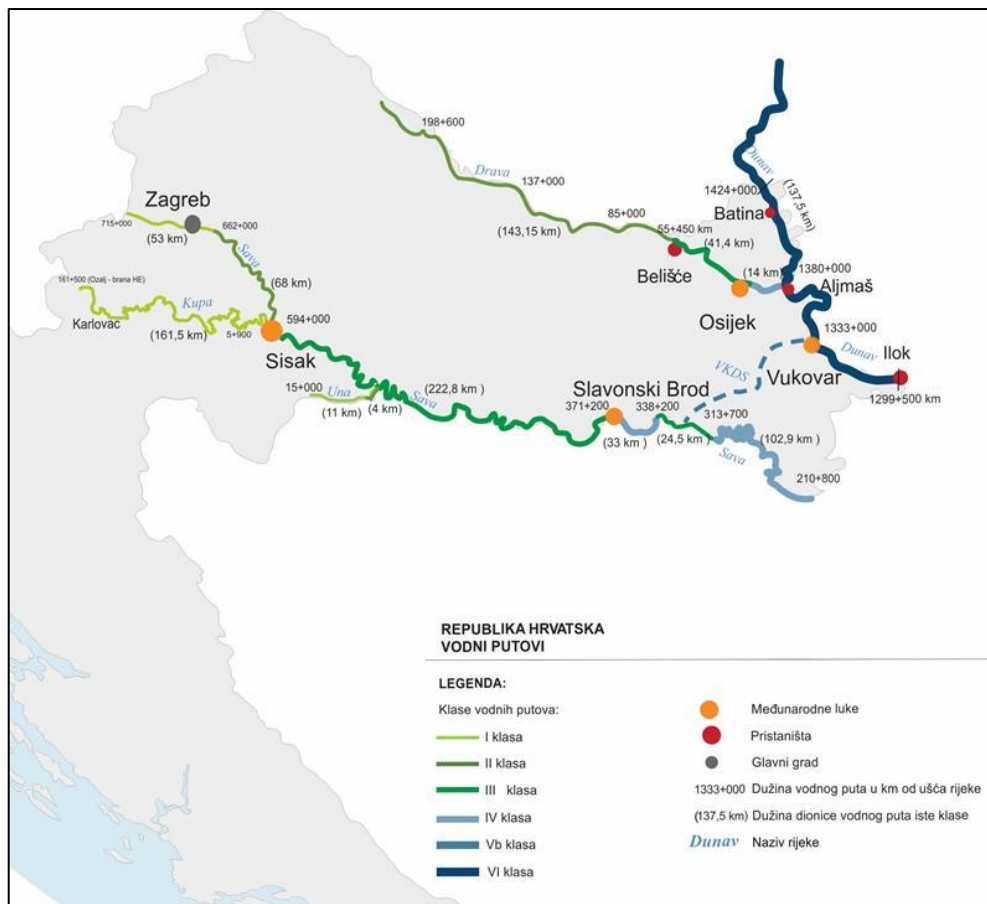 198+600
Drava
137+000
Dunav
1424+000
(137,5 km)
Zagreb
Batina
715+000
662+000
85+000
55+450 km
(53 km)
Sava
(143,15 km)
(41,4 km)
Belišće
(14 km)
1380+000
Aljmaš
161+500 (Ozalj - brana HE)
(68 km)
Kupa
594+000
Osijek
Karlovac
(161,5 km)
5+900
1333+000
Sisak
Dunav
Ilok
VKDS
Vukovar
15+000
Una
(222,8 km )
Slavonski Brod
1299+500 km
(11 km)
(4 km)
Sava
371+200
338+200
313+700
(33 km)
(24,5 km )
Sava
(102,9 km )
210+800
REPUBLIKA HRVATSKA
VODNI PUTOVI
LEGENDA:
Klase vodnih putova:
I klasa
II klasa
III klasa
IV klasa
Vb klasa
VI klasa
Međunarodne luke
Pristaništa
Glavni grad
1333+000 Dužina vodnog puta u km od ušća rijeke
(137,5 km) Dužina dionice vodnog puta iste klase
Dunav Naziv rijeke